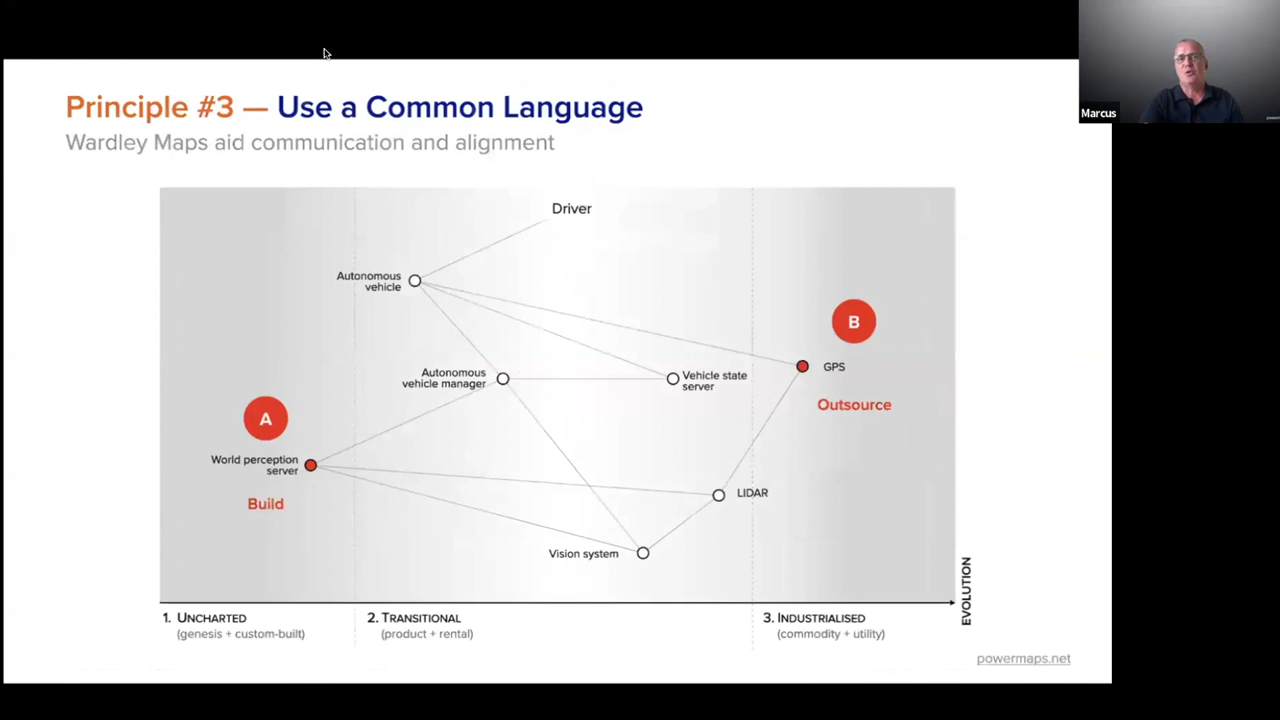 Principle #3 — Use a Common Language
Wardley Maps aid communication and alignment
Marcus
Driver
Autonomous
vehicle
B
GPS
Outsource
Autonomous
vehicle manager
Vehicle state
server
A
World perception
server
Build
LIDAR
Vision system
EVOLUTION
1. UNCHARTED
(genesis + custom-built)
2. TRANSITIONAL
(product + rental)
3. INDUSTRIALISED
(commodity + utility)
powermaps.net